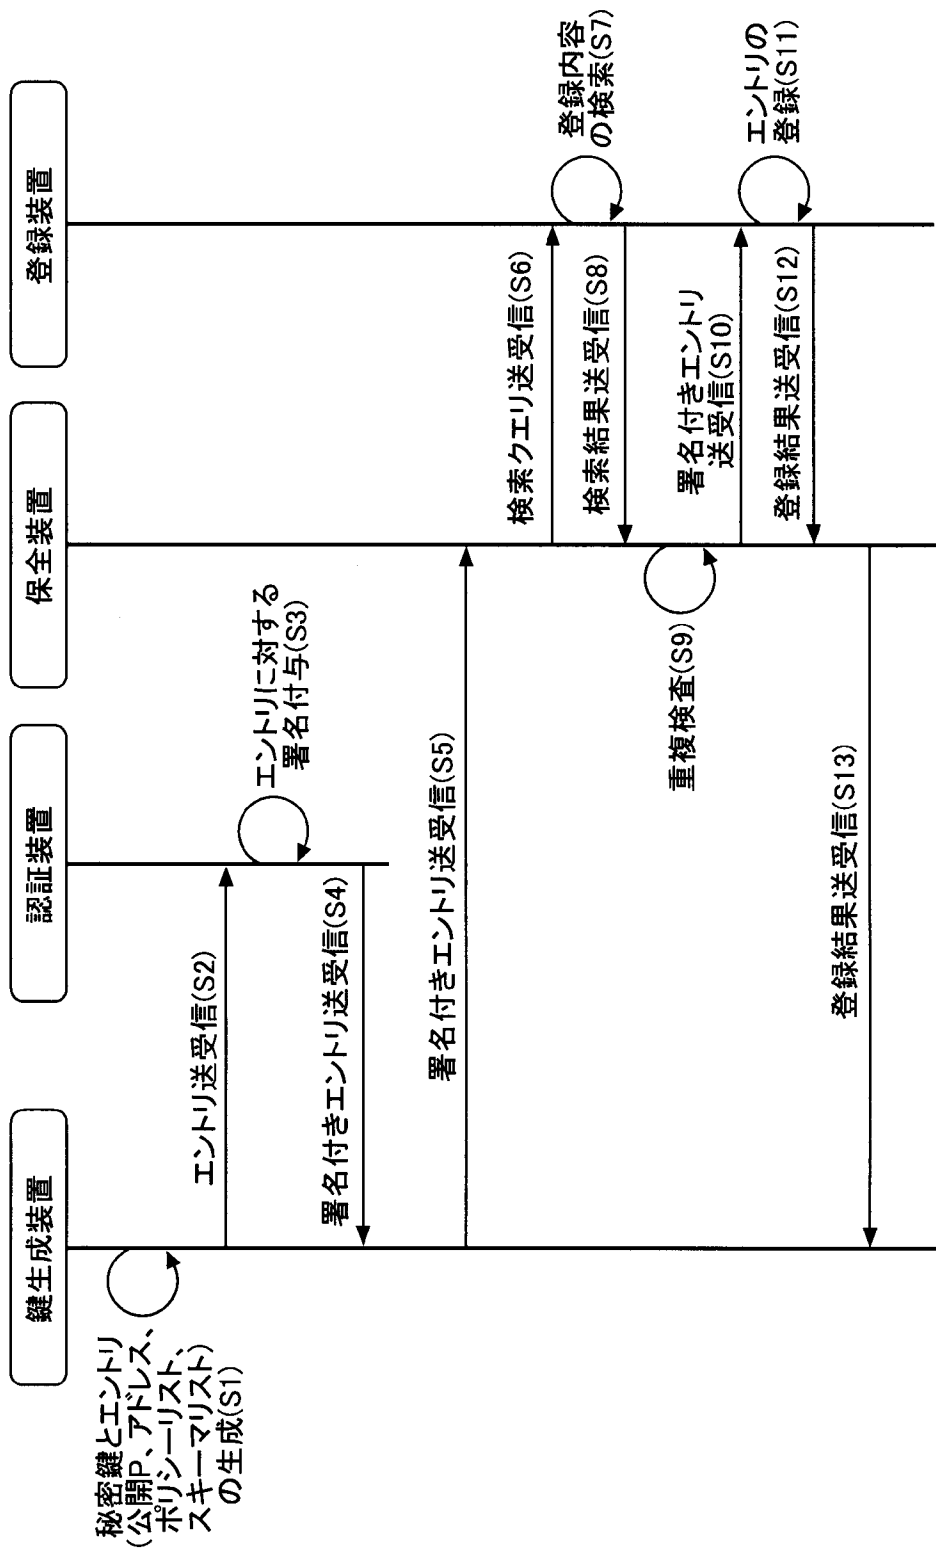 鍵生成装置
認証装置
保全装置
登録装置
秘密鍵とエントリ
(公開P、アドレス、
ポリシーリスト、
スキーマリスト)
の生成(S1)
エントリ送受信(S2)
エントリに対する
署名付与(S3)
署名付きエントリ送受信(S4)
署名付きエントリ送受信(S5)
検索クエリ送受信(S6)
登録内容
の検索(S7)
検索結果送受信(S8)
重複検査(S9)
署名付きエントリ
送受信(S10)
エントリの
登録(S11)
登録結果送受信(S12)
登録結果送受信(S13)